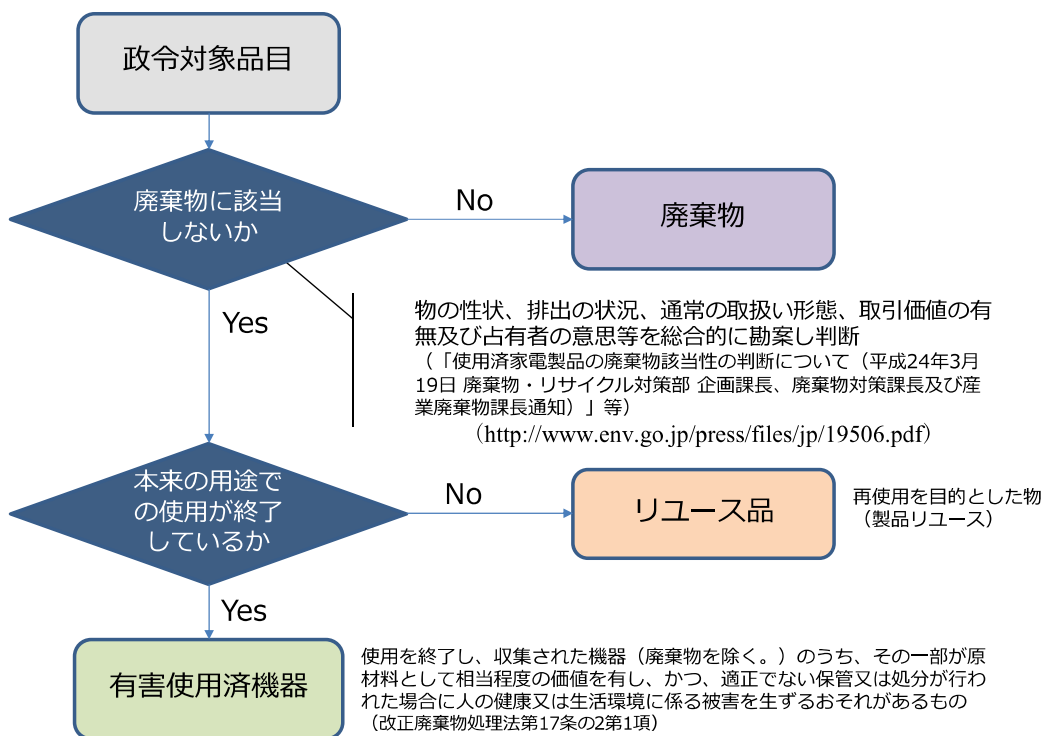 政令対象品目
廃棄物に該当
しないか
No
廃棄物
Yes
物の性状、排出の状況、通常の取扱い形態、取引価値の有
無及び占有者の意思等を総合的に勘案し判断
（「使用済家電製品の廃棄物該当性の判断について（平成24年3月
19日 廃棄物・リサイクル対策部 企画課長、廃棄物対策課長及び産
業廃棄物課長通知）」等）
（http://www.env.go.jp/press/files/jp/19506.pdf）
本来の用途で
の使用が終了
しているか
No
リユース品
再使用を目的とした物
（製品リユース）
Yes
有害使用済機器
使用を終了し、収集された機器（廃棄物を除く。）のうち、その一部が原
材料として相当程度の価値を有し、かつ、適正でない保管又は処分が行わ
れた場合に人の健康又は生活環境に係る被害を生ずるおそれがあるもの
（改正廃棄物処理法第17条の2第1項）